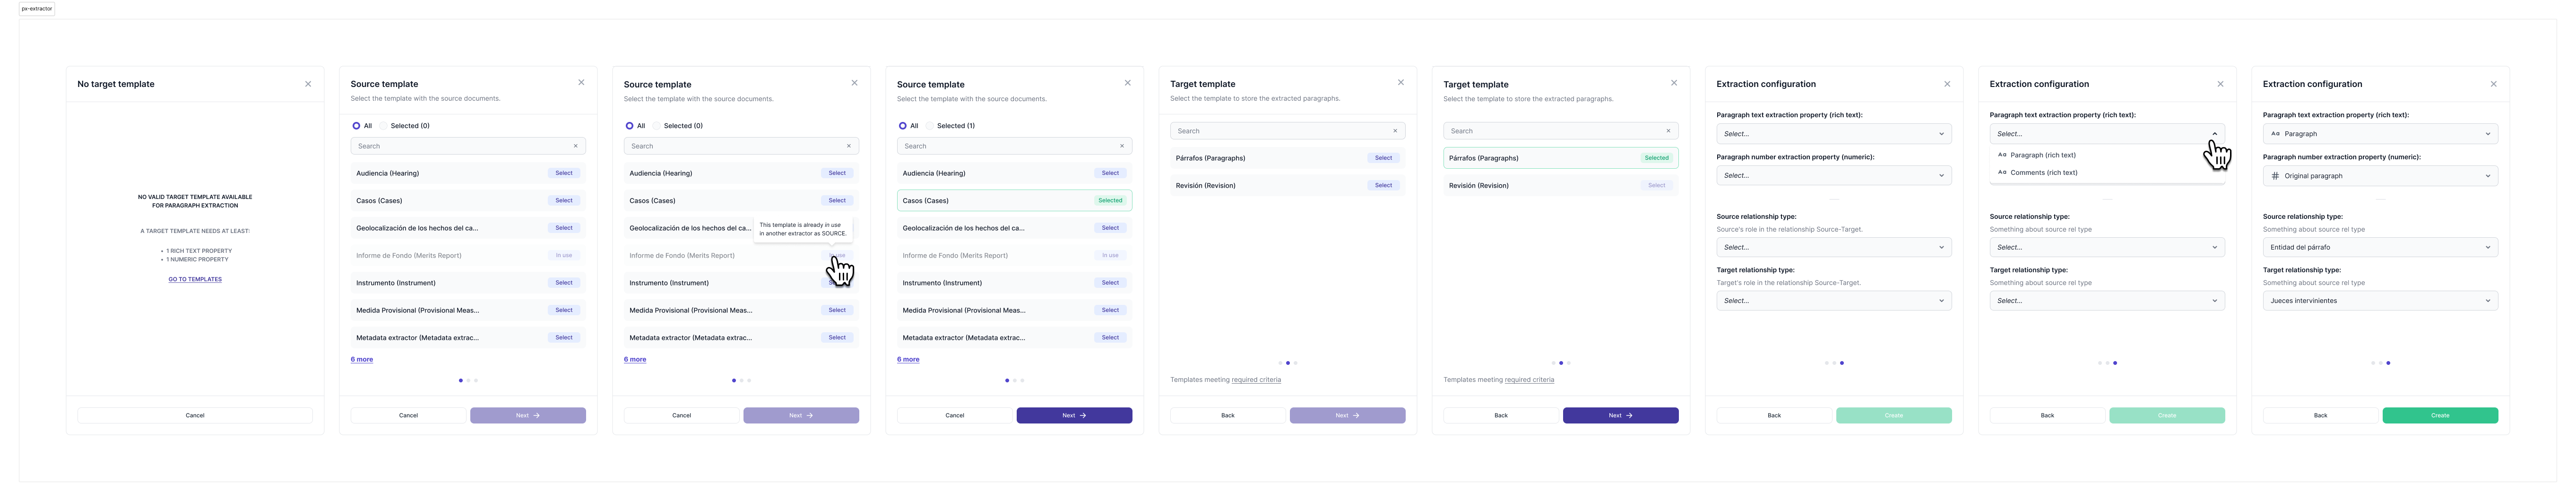 px-extractor
No target template
NO VALID TARGET TEMPLATE AVAILABLE
FOR PARAGRAPH EXTRACTION
A TARGET TEMPLATE NEEDS AT LEAST:
• 1 RICH TEXT PROPERTY
• 1 NUMERIC PROPERTY
GO TO TEMPLATES
Cancel
Source template
Select the template with the source documents.
All Selected (0)
Search
Audiencia (Hearing) Select
Casos (Cases) Select
Geolocalización de los hechos del ca... Select
Informe de Fondo (Merits Report) In use
Instrumento (Instrument) Select
Medida Provisional (Provisional Meas... Select
Metadata extractor (Metadata extrac... Select
6 more
Cancel Next →
Source template
Select the template with the source documents.
All Selected (0)
Search
Audiencia (Hearing) Select
Casos (Cases) Select
Geolocalización de los hechos del ca...
This template is already in use
in another extractor as SOURCE.
Informe de Fondo (Merits Report)
Instrumento (Instrument)
Medida Provisional (Provisional Meas... Select
Metadata extractor (Metadata extrac... Select
6 more
Cancel Next →
Source template
Select the template with the source documents.
All Selected (1)
Search
Audiencia (Hearing) Select
Casos (Cases) Selected
Geolocalización de los hechos del ca... Select
Informe de Fondo (Merits Report) In use
Instrumento (Instrument) Select
Medida Provisional (Provisional Meas... Select
Metadata extractor (Metadata extrac... Select
6 more
Cancel Next →
Target template
Select the template to store the extracted paragraphs.
Search
Párrafos (Paragraphs) Select
Revisión (Revision) Select
Templates meeting required criteria
Back Next →
Target template
Select the template to store the extracted paragraphs.
Search
Párrafos (Paragraphs) Selected
Revisión (Revision) Select
Templates meeting required criteria
Back Next →
Extraction configuration
Paragraph text extraction property (rich text):
Select...
Paragraph number extraction property (numeric):
Select...
Source relationship type:
Source's role in the relationship Source-Target.
Select...
Target relationship type:
Target's role in the relationship Source-Target.
Select...
Back Create
Extraction configuration
Paragraph text extraction property (rich text):
Select...
Aa Paragraph (rich text)
Aa Comments (rich text)
Source relationship type:
Something about source rel type
Select...
Target relationship type:
Something about source rel type
Select...
Back Create
Extraction configuration
Paragraph text extraction property (rich text):
Aa Paragraph
Paragraph number extraction property (numeric):
# Original paragraph
Source relationship type:
Something about source rel type
Entidad del párrafo
Target relationship type:
Something about source rel type
Jueces intervinientes
Back Create